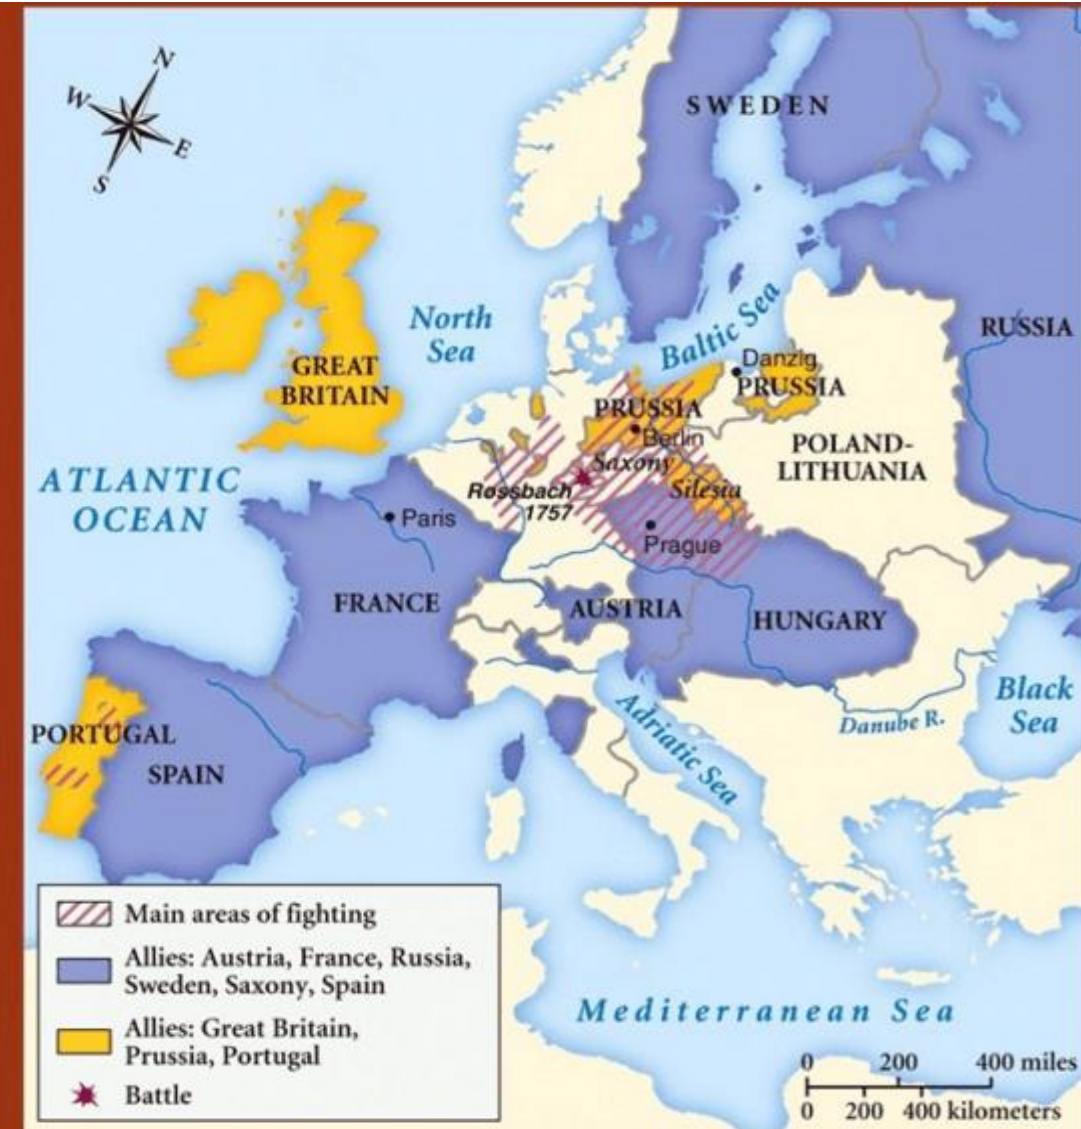 N
W
E
S
SWEDEN
North
Sea
Baltic Sea
RUSSIA
GREAT
BRITAIN
Danzig
PRUSSIA
PRUSSIA
Berlin
POLAND-
LITHUANIA
Saxony
Silesia
ATLANTIC
OCEAN
Rossbach
1757
Paris
Prague
FRANCE
AUSTRIA
HUNGARY
Black
Sea
Danube R.
Adriatic Sea
PORTUGAL
SPAIN
Main areas of fighting
Allies: Austria, France, Russia,
Sweden, Saxony, Spain
Allies: Great Britain,
Prussia, Portugal
Battle
Mediterranean Sea
0 200 400 miles
0 200 400 kilometers